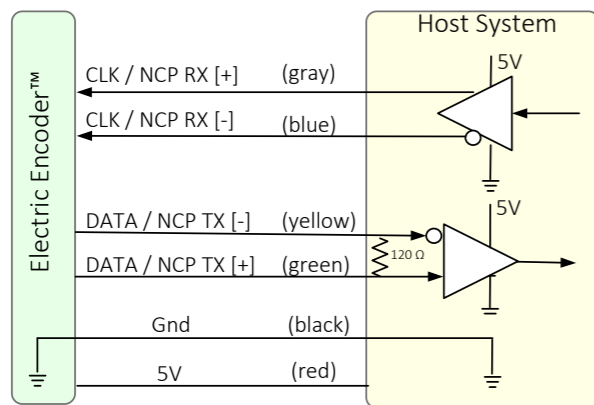 Host System
5V
CLK / NCP RX [+] (gray)
CLK / NCP RX [-] (blue)
Electric Encoder™
5V
DATA / NCP TX [-] (yellow)
120 Ω
DATA / NCP TX [+] (green)
Gnd (black)
5V (red)